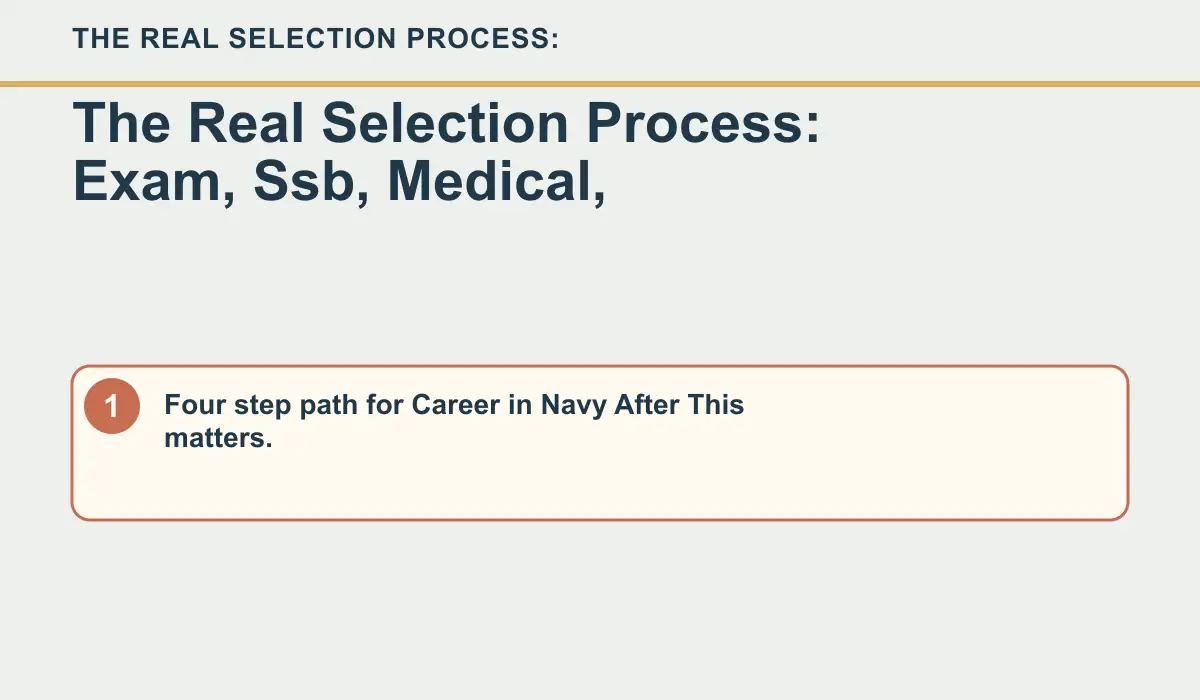 THE REAL SELECTION PROCESS:
The Real Selection Process:
Exam, Ssb, Medical,
1
Four step path for Career in Navy After This
matters.